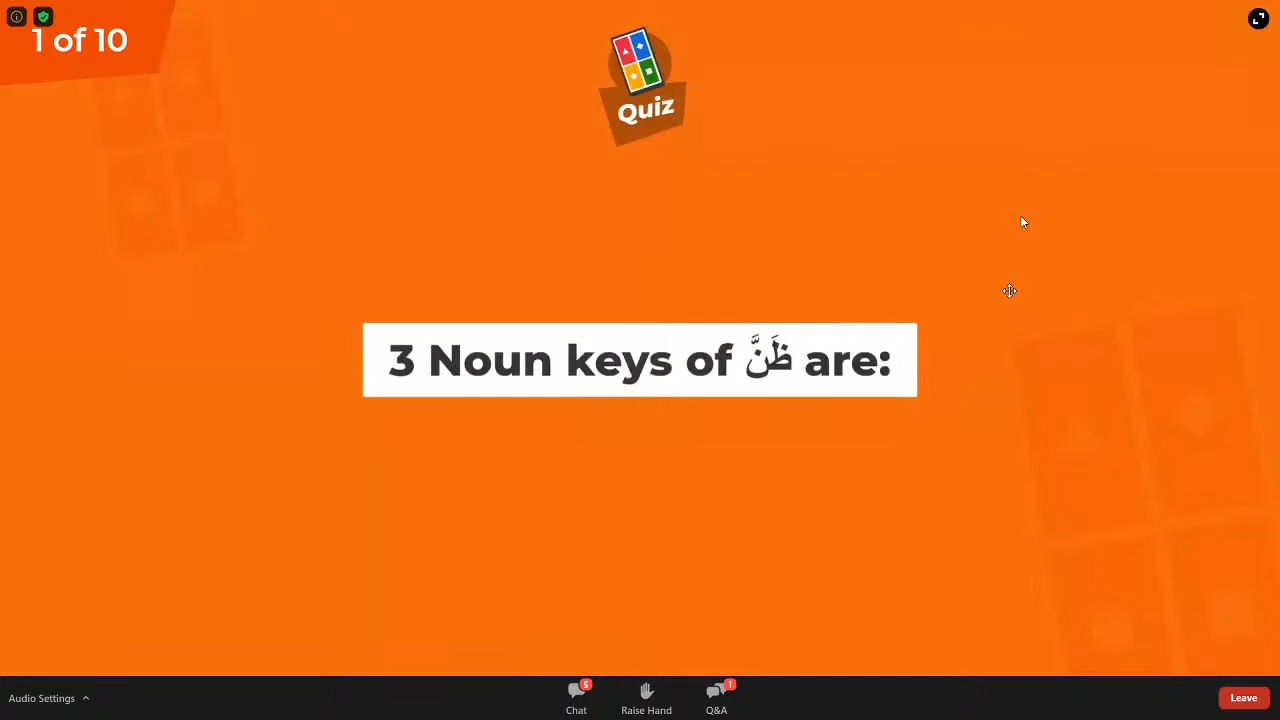 1 of 10
Quiz
3 Noun keys of ظَنَّ are:
Audio Settings
5
Chat
Raise Hand
1
Q&A
Leave